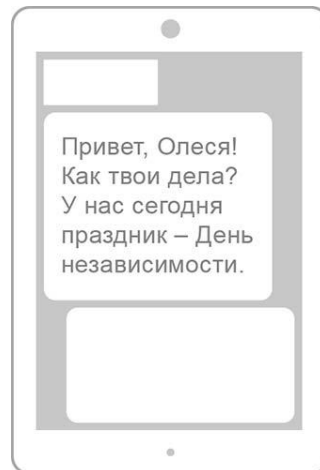 Привет, Олеся!
Как твои дела?
У нас сегодня
праздник – День
независимости.